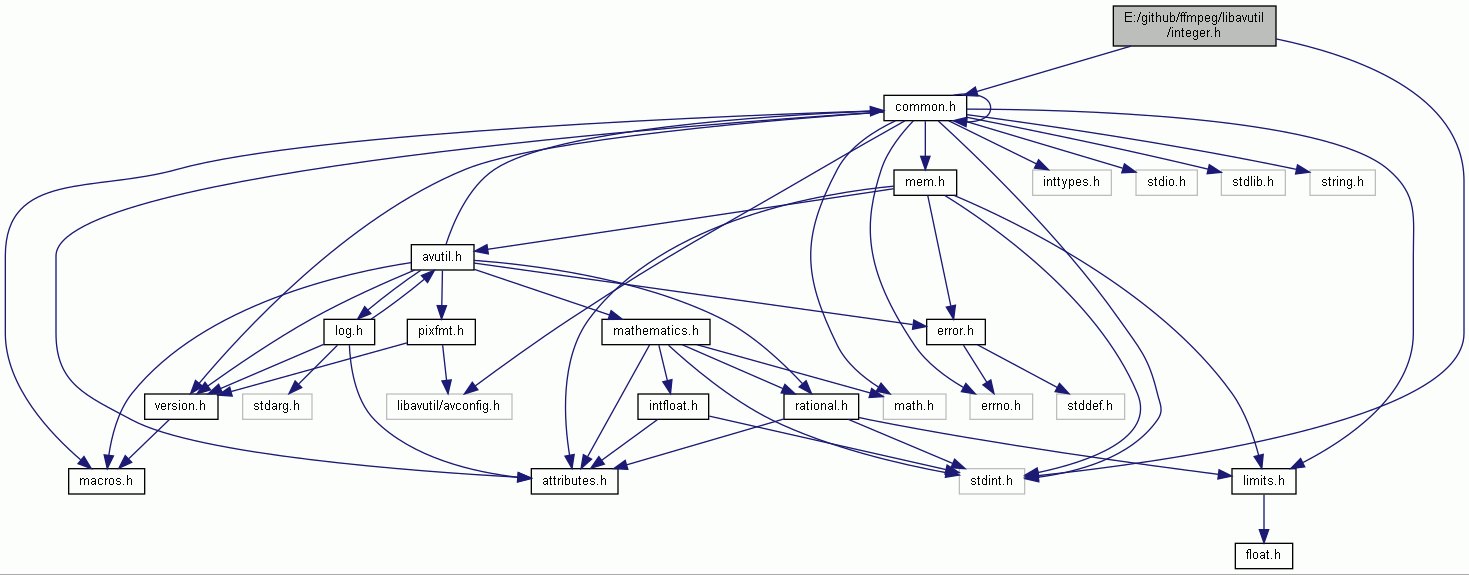 E:/github/ffmpeg/libavutil
/integer.h
common.h
mem.h
inttypes.h
stdio.h
stdlib.h
string.h
avutil.h
log.h
pixfmt.h
mathematics.h
error.h
version.h
stdarg.h
libavutil/avconfig.h
intfloat.h
rational.h
math.h
errno.h
stddef.h
macros.h
attributes.h
stdint.h
limits.h
float.h